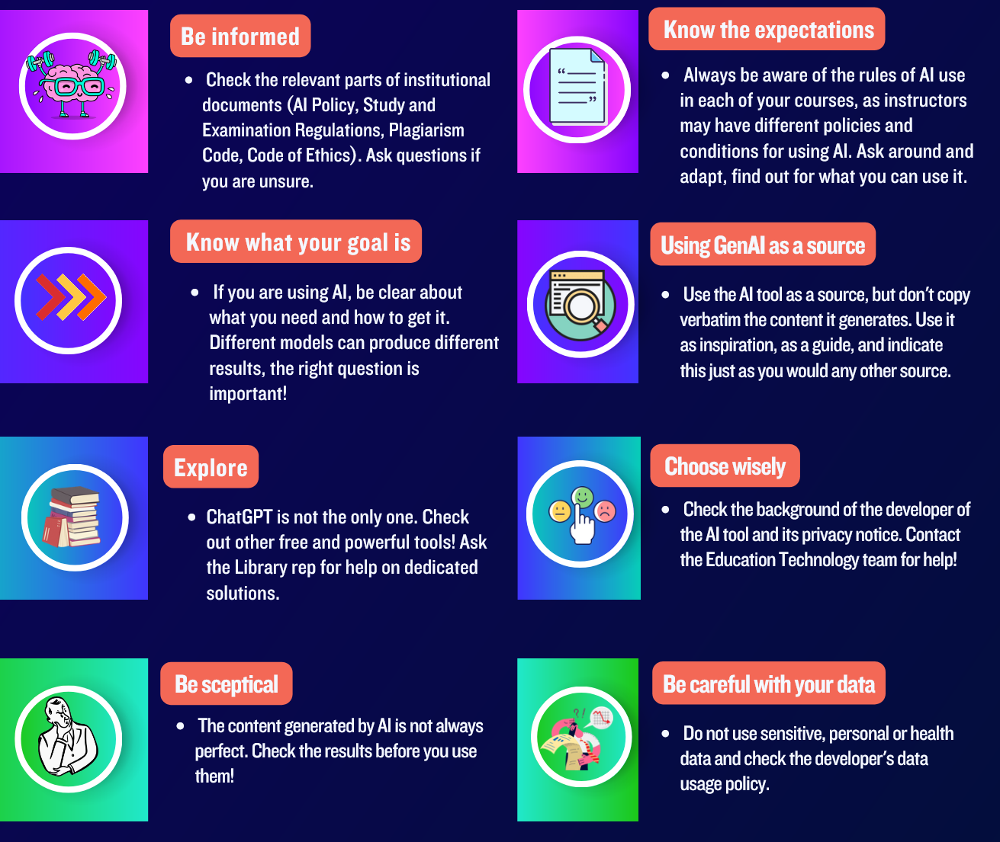 Be informed
• Check the relevant parts of institutional
documents (AI Policy, Study and
Examination Regulations, Plagiarism
Code, Code of Ethics). Ask questions if
you are unsure.
Know the expectations
“
”
• Always be aware of the rules of AI use
in each of your courses, as instructors
may have different policies and
conditions for using AI. Ask around and
adapt, find out for what you can use it.
Know what your goal is
• If you are using AI, be clear about
what you need and how to get it.
Different models can produce different
results, the right question is
important!
Using GenAI as a source
• Use the AI tool as a source, but don't copy
verbatim the content it generates. Use it
as inspiration, as a guide, and indicate
this just as you would any other source.
Explore
• ChatGPT is not the only one. Check
out other free and powerful tools! Ask
the Library rep for help on dedicated
solutions.
Choose wisely
• Check the background of the developer of
the AI tool and its privacy notice. Contact
the Education Technology team for help!
Be sceptical
• The content generated by AI is not always
perfect. Check the results before you use
them!
Be careful with your data
?!
• Do not use sensitive, personal or health
data and check the developer's data
usage policy.